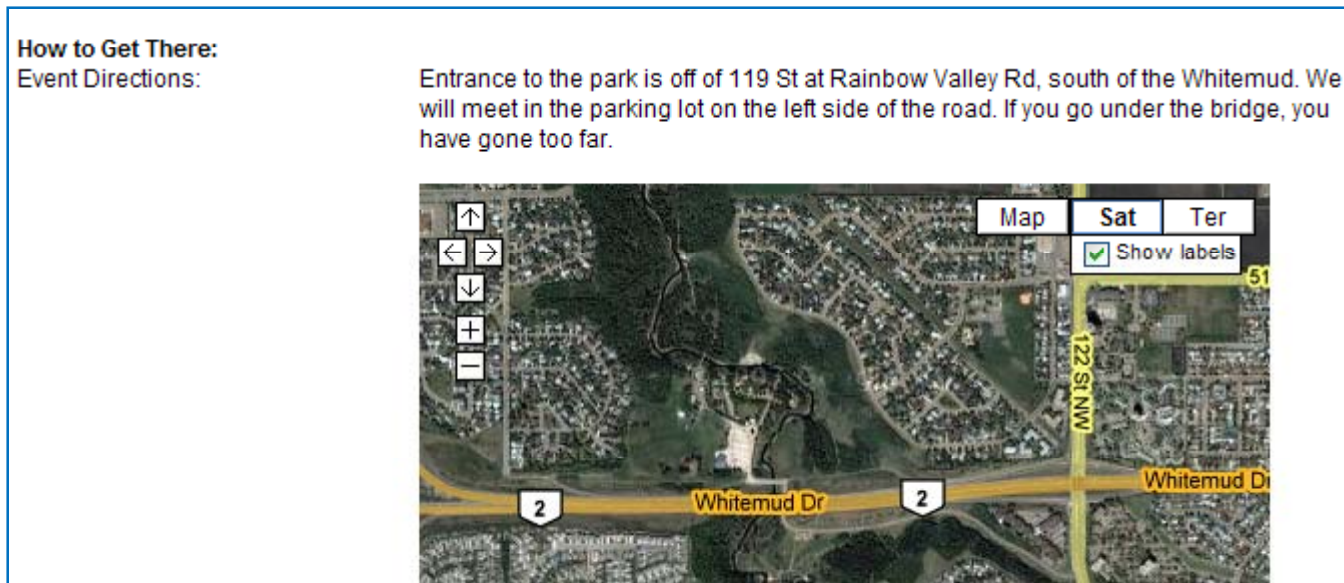 How to Get There:
Event Directions:
Entrance to the park is off of 119 St at Rainbow Valley Rd, south of the Whitemud. We
will meet in the parking lot on the left side of the road. If you go under the bridge, you
have gone too far.
Map Sat Ter
Show labels
51
122 St NW
Whitemud Dr
2
Whitemud Dr
2